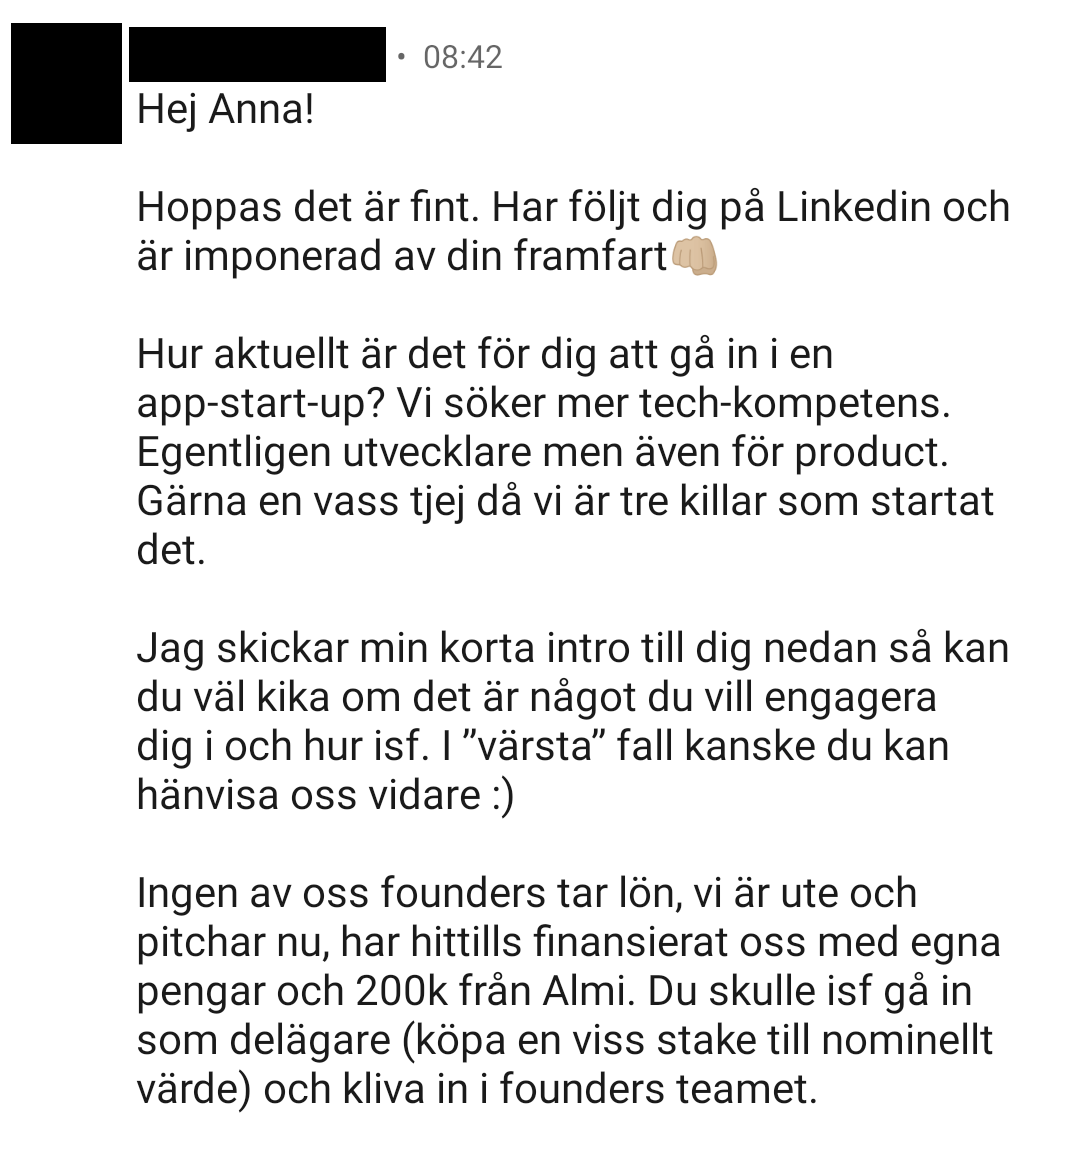 • 08:42
Hej Anna!
Hoppas det är fint. Har följt dig på Linkedin och
är imponerad av din framfart👊🏼
Hur aktuellt är det för dig att gå in i en
app-start-up? Vi söker mer tech-kompetens.
Egentligen utvecklare men även för product.
Gärna en vass tjej då vi är tre killar som startat
det.
Jag skickar min korta intro till dig nedan så kan
du väl kika om det är något du vill engagera
dig i och hur isf. I ”värsta” fall kanske du kan
hänvisa oss vidare :)
Ingen av oss founders tar lön, vi är ute och
pitchar nu, har hittills finansierat oss med egna
pengar och 200k från Almi. Du skulle isf gå in
som delägare (köpa en viss stake till nominellt
värde) och kliva in i founders teamet.